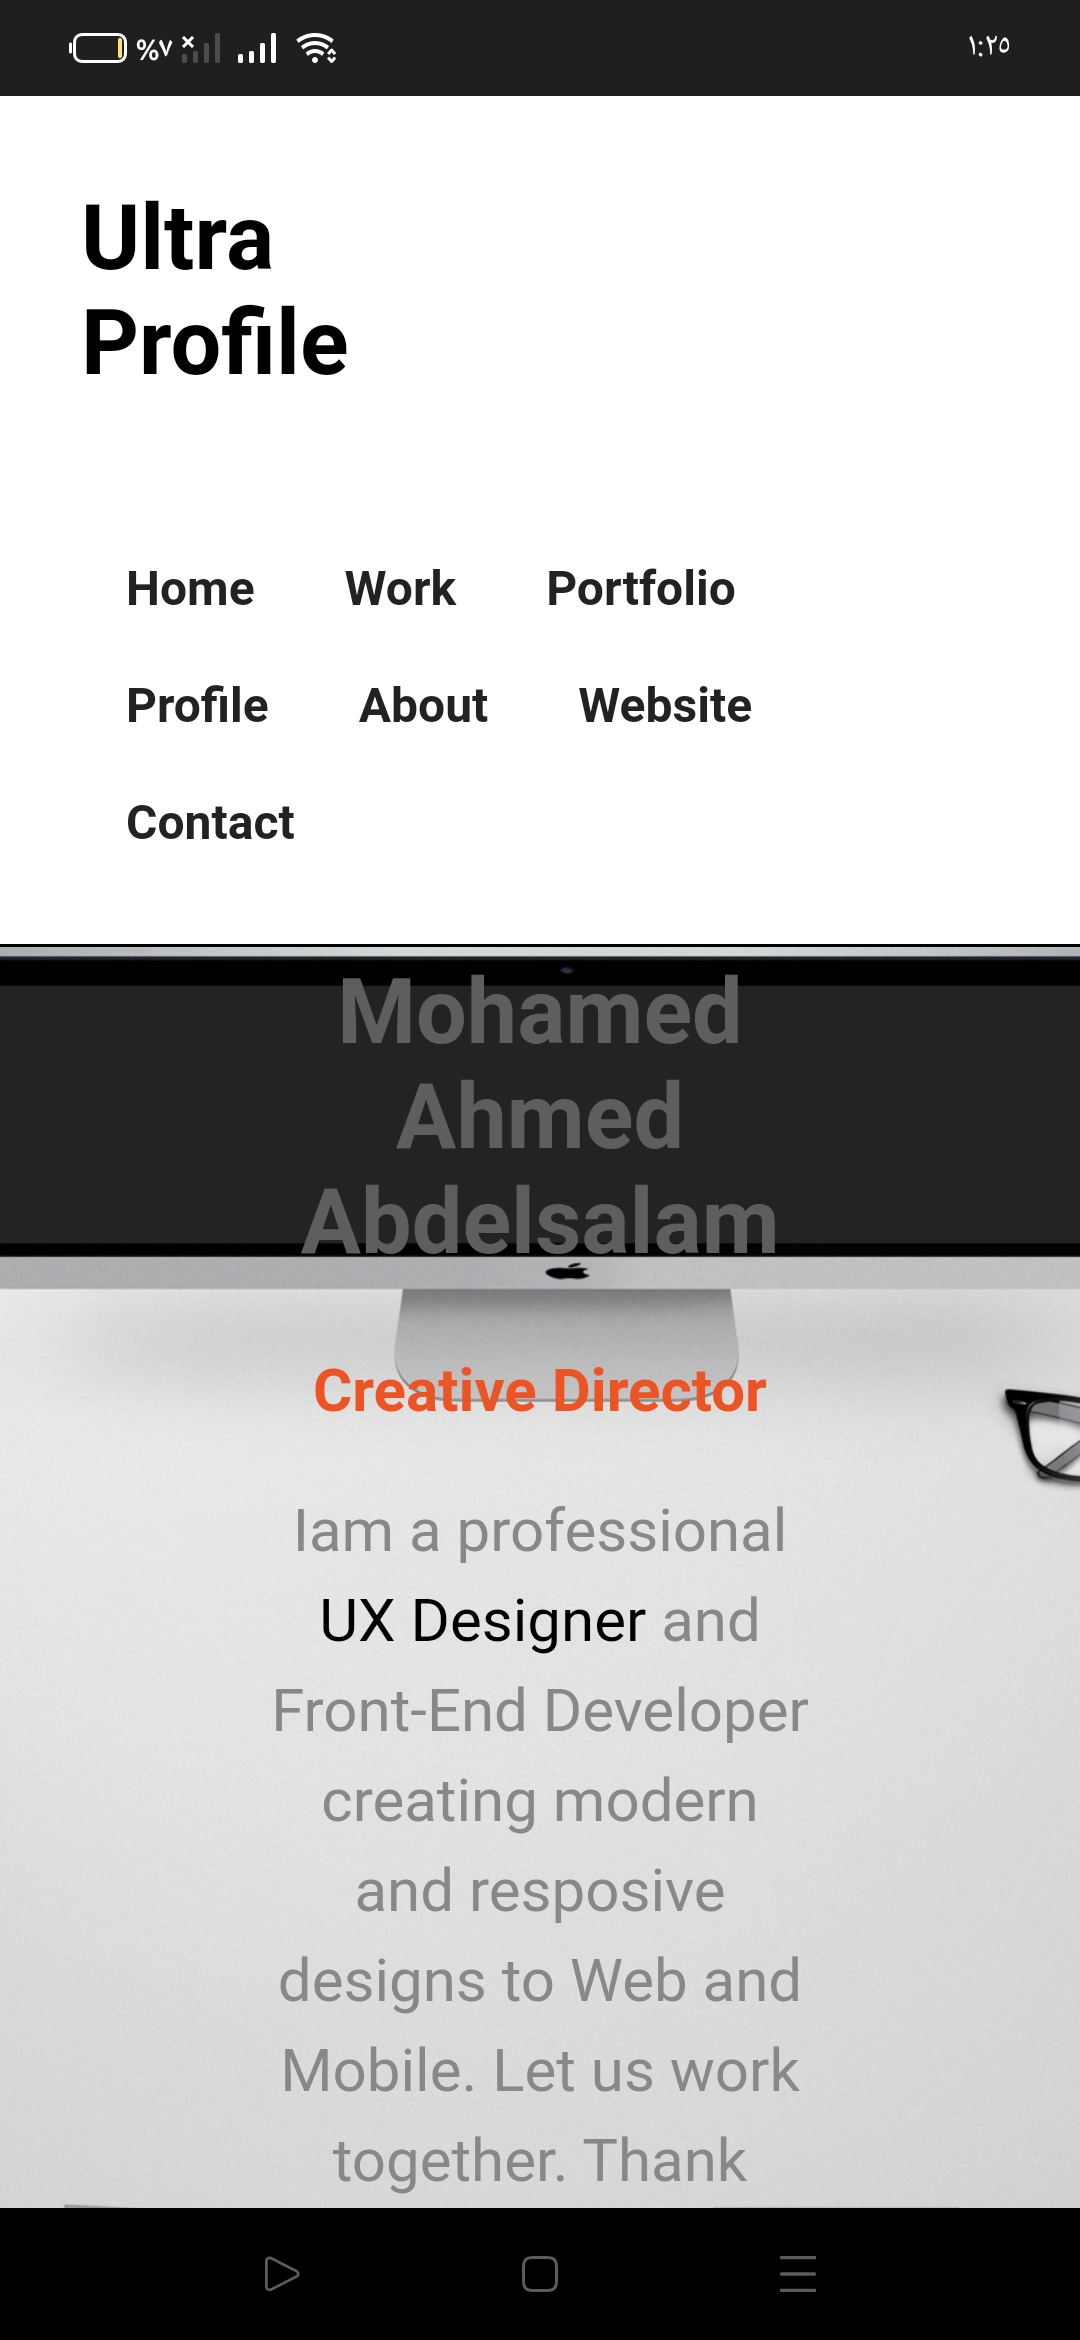 %٧
١:٢٥
Ultra
Profile
Home Work Portfolio
Profile About Website
Contact
Mohamed
Ahmed
Abdelsalam
Creative Director
Iam a professional
UX Designer and
Front-End Developer
creating modern
and resposive
designs to Web and
Mobile. Let us work
together. Thank